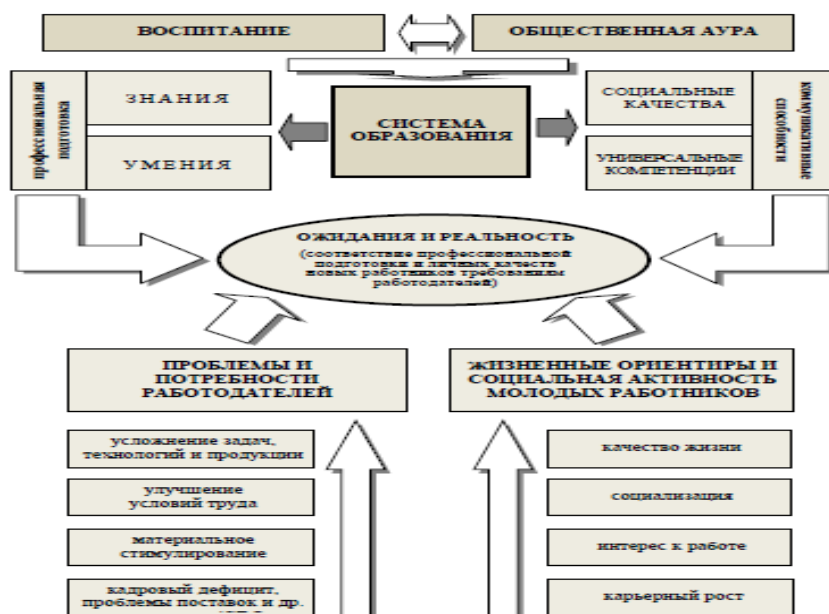 ВОСПИТАНИЕ
ОБЩЕСТВЕННАЯ АУРА
профессиональная
подготовка
З Н А Н И Я
У М Е Н И Я
СИСТЕМА
ОБРАЗОВАНИЯ
СОЦИАЛЬНЫЕ
КАЧЕСТВА
УНИВЕРСАЛЬНЫЕ
КОМПЕТЕНЦИИ
коммуникативные
способности
ОЖИДАНИЯ И РЕАЛЬНОСТЬ
(соответствие профессиональной
подготовки и личных качеств
новых работников требованиям
работодателей)
ПРОБЛЕМЫ И
ПОТРЕБНОСТИ
РАБОТОДАТЕЛЕЙ
ЖИЗНЕННЫЕ ОРИЕНТИРЫ И
СОЦИАЛЬНАЯ АКТИВНОСТЬ
МОЛОДЫХ РАБОТНИКОВ
усложнение задач,
технологий и продукции
улучшение
условий труда
материальное
стимулирование
кадровый дефицит,
проблемы поставок и др.
качество жизни
социализация
интерес к работе
карьерный рост